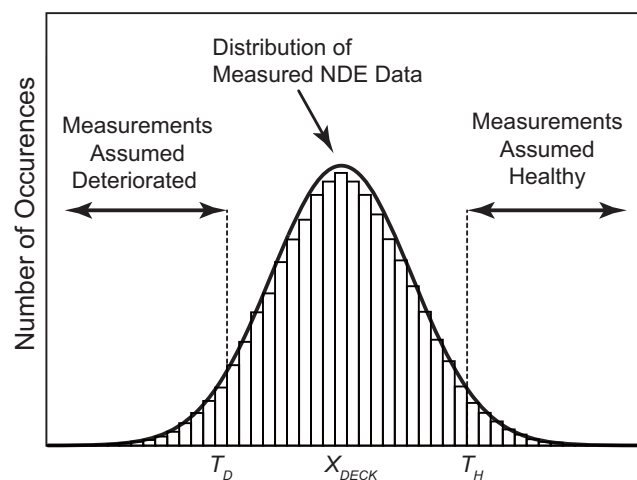 Distribution of
Measured NDE Data
Measurements
Assumed
Deteriorated
Measurements
Assumed
Healthy
Number of Occurences
T_D
X_DECK
T_H